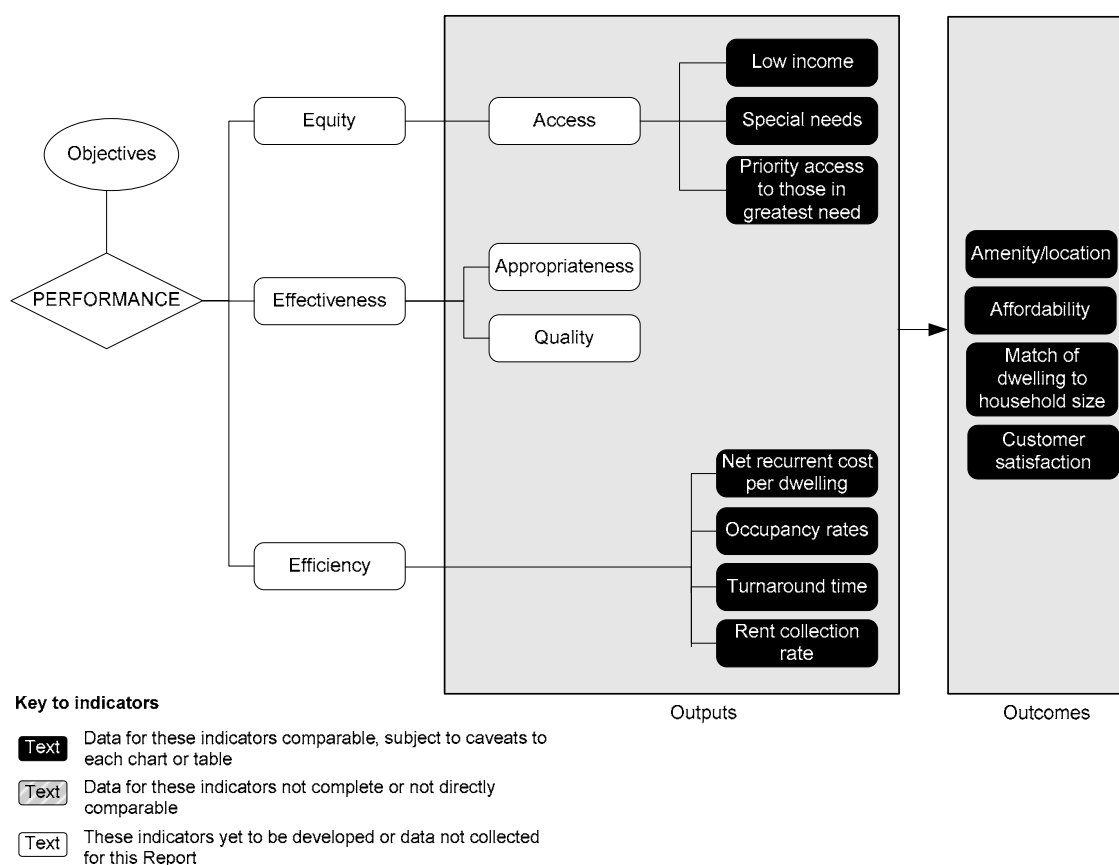 Objectives
PERFORMANCE
Equity
Access
Low income
Special needs
Priority access
to those in
greatest need
Effectiveness
Appropriateness
Quality
Efficiency
Net recurrent cost
per dwelling
Occupancy rates
Turnaround time
Rent collection
rate
Outputs
Amenity/location
Affordability
Match of
dwelling to
household size
Customer
satisfaction
Outcomes
Key to indicators
Text
Data for these indicators comparable, subject to caveats to
each chart or table
Text
Data for these indicators not complete or not directly
comparable
Text
These indicators yet to be developed or data not collected
for this Report